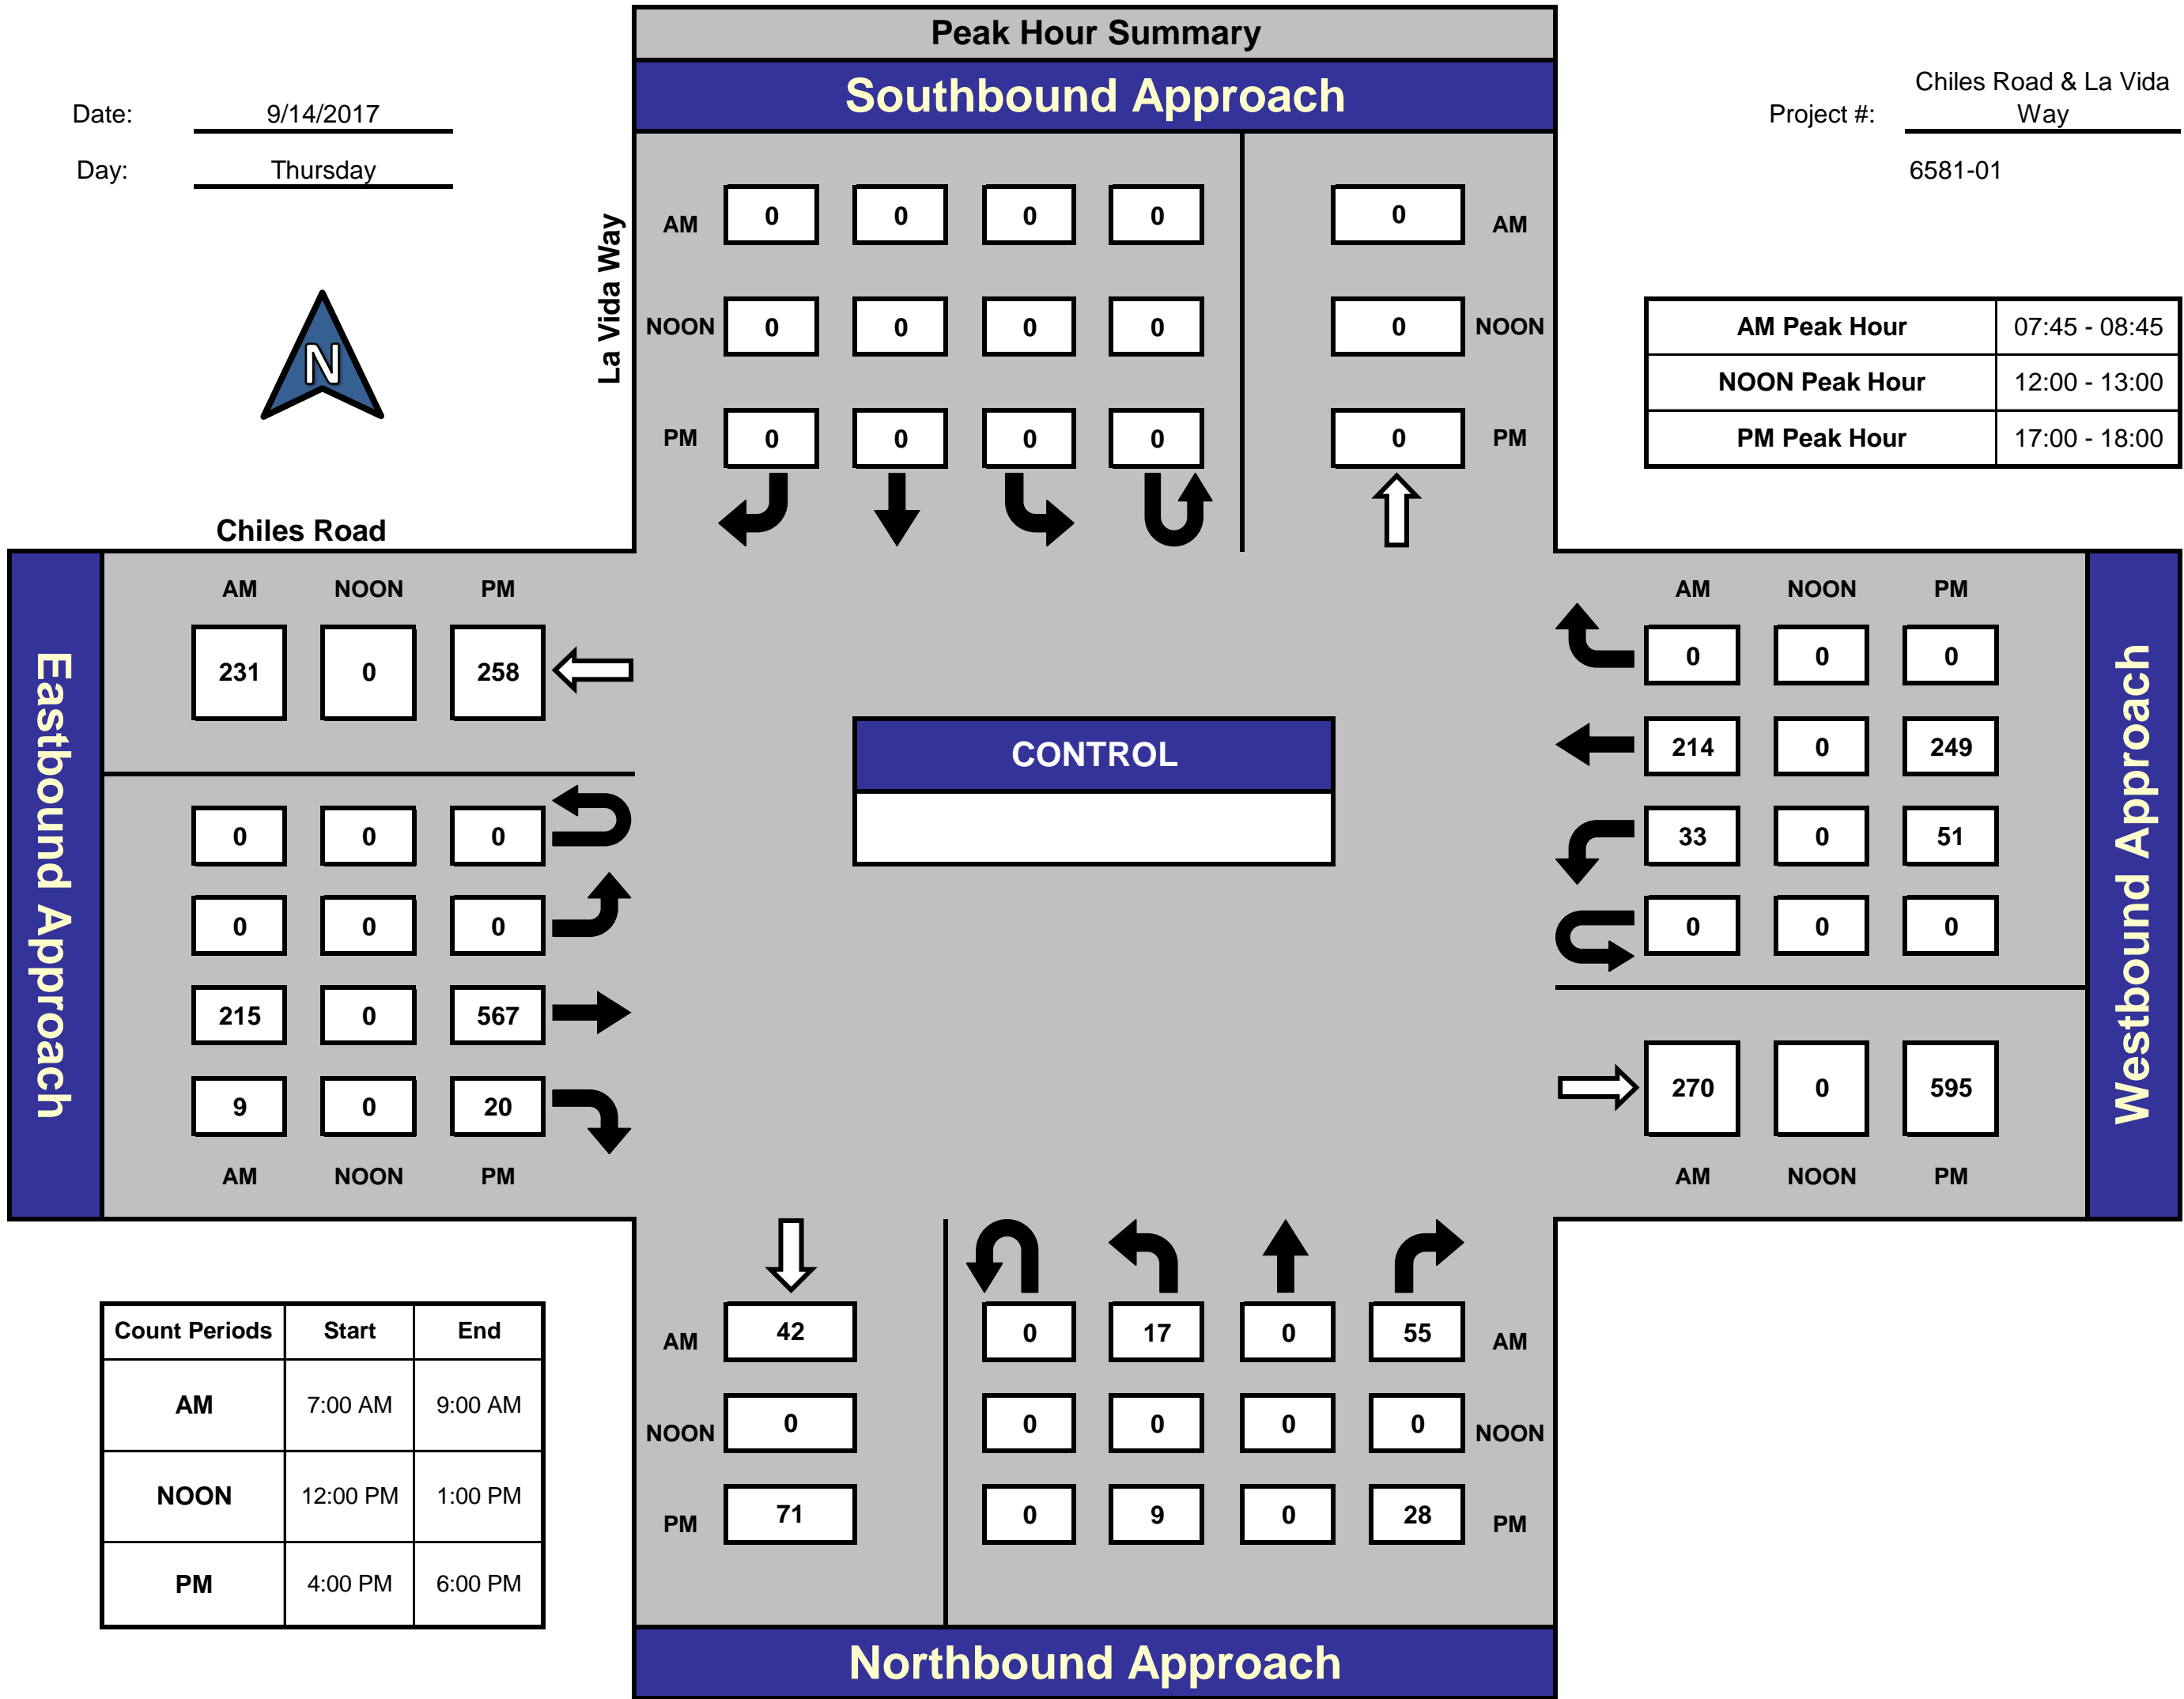 Peak Hour Summary
Southbound Approach
Date: 9/14/2017
Day: Thursday
Project #: Chiles Road & La Vida
Way
6581-01
N
La Vida Way
AM 0 0 0 0 0 AM
NOON 0 0 0 0 0 NOON
PM 0 0 0 0 0 PM
AM Peak Hour 07:45 - 08:45
NOON Peak Hour 12:00 - 13:00
PM Peak Hour 17:00 - 18:00
Chiles Road
Eastbound Approach
AM NOON PM
231 0 258
0 0 0
0 0 0
215 0 567
9 0 20
AM NOON PM
CONTROL
AM NOON PM
0 0 0
214 0 249
33 0 51
0 0 0
270 0 595
AM NOON PM
Westbound Approach
Count Periods Start End
AM 7:00 AM 9:00 AM
NOON 12:00 PM 1:00 PM
PM 4:00 PM 6:00 PM
AM 42 0 17 0 55 AM
NOON 0 0 0 0 0 NOON
PM 71 0 9 0 28 PM
Northbound Approach